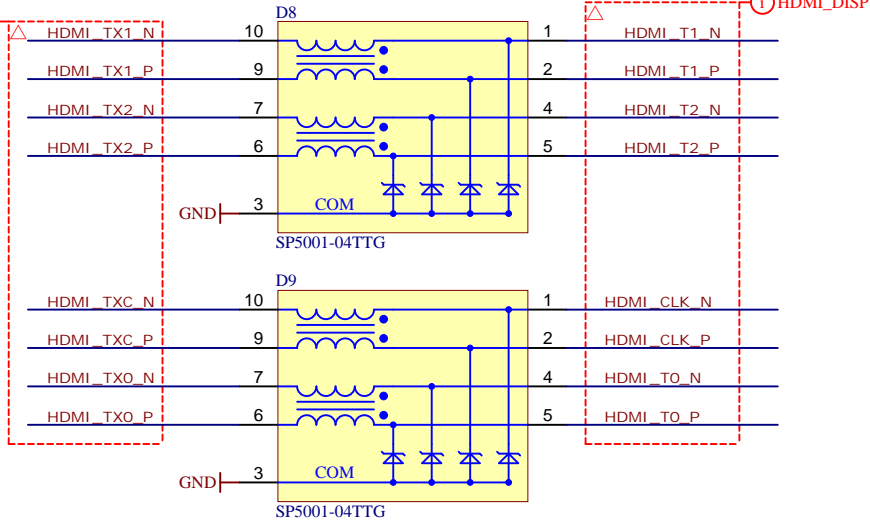 1 HDMI_DISP
D8
HDMI_TX1_N 10 1 HDMI_T1_N
HDMI_TX1_P 9 2 HDMI_T1_P
HDMI_TX2_N 7 4 HDMI_T2_N
HDMI_TX2_P 6 5 HDMI_T2_P
GND 3 COM
SP5001-04TTG
D9
HDMI_TXC_N 10 1 HDMI_CLK_N
HDMI_TXC_P 9 2 HDMI_CLK_P
HDMI_TX0_N 7 4 HDMI_T0_N
HDMI_TX0_P 6 5 HDMI_T0_P
GND 3 COM
SP5001-04TTG